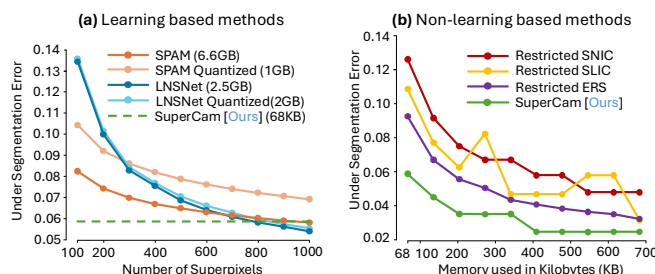 (a) Learning based methods
Under Segmentation Error
0.14
0.13
0.12
0.11
0.10
0.09
0.08
0.07
0.06
0.05
SPAM (6.6GB)
SPAM Quantized (1GB)
LNSNet (2.5GB)
LNSNet Quantized(2GB)
SuperCam [Ours] (68KB)
100 200 400 600 800 1000
Number of Superpixels
(b) Non-learning based methods
Under Segmentation Error
0.14
0.12
0.10
0.08
0.06
0.04
0.02
Restricted SNIC
Restricted SLIC
Restricted ERS
SuperCam [Ours]
68 100 200 300 400 500 600 700
Memory used in Kilobytes (KB)